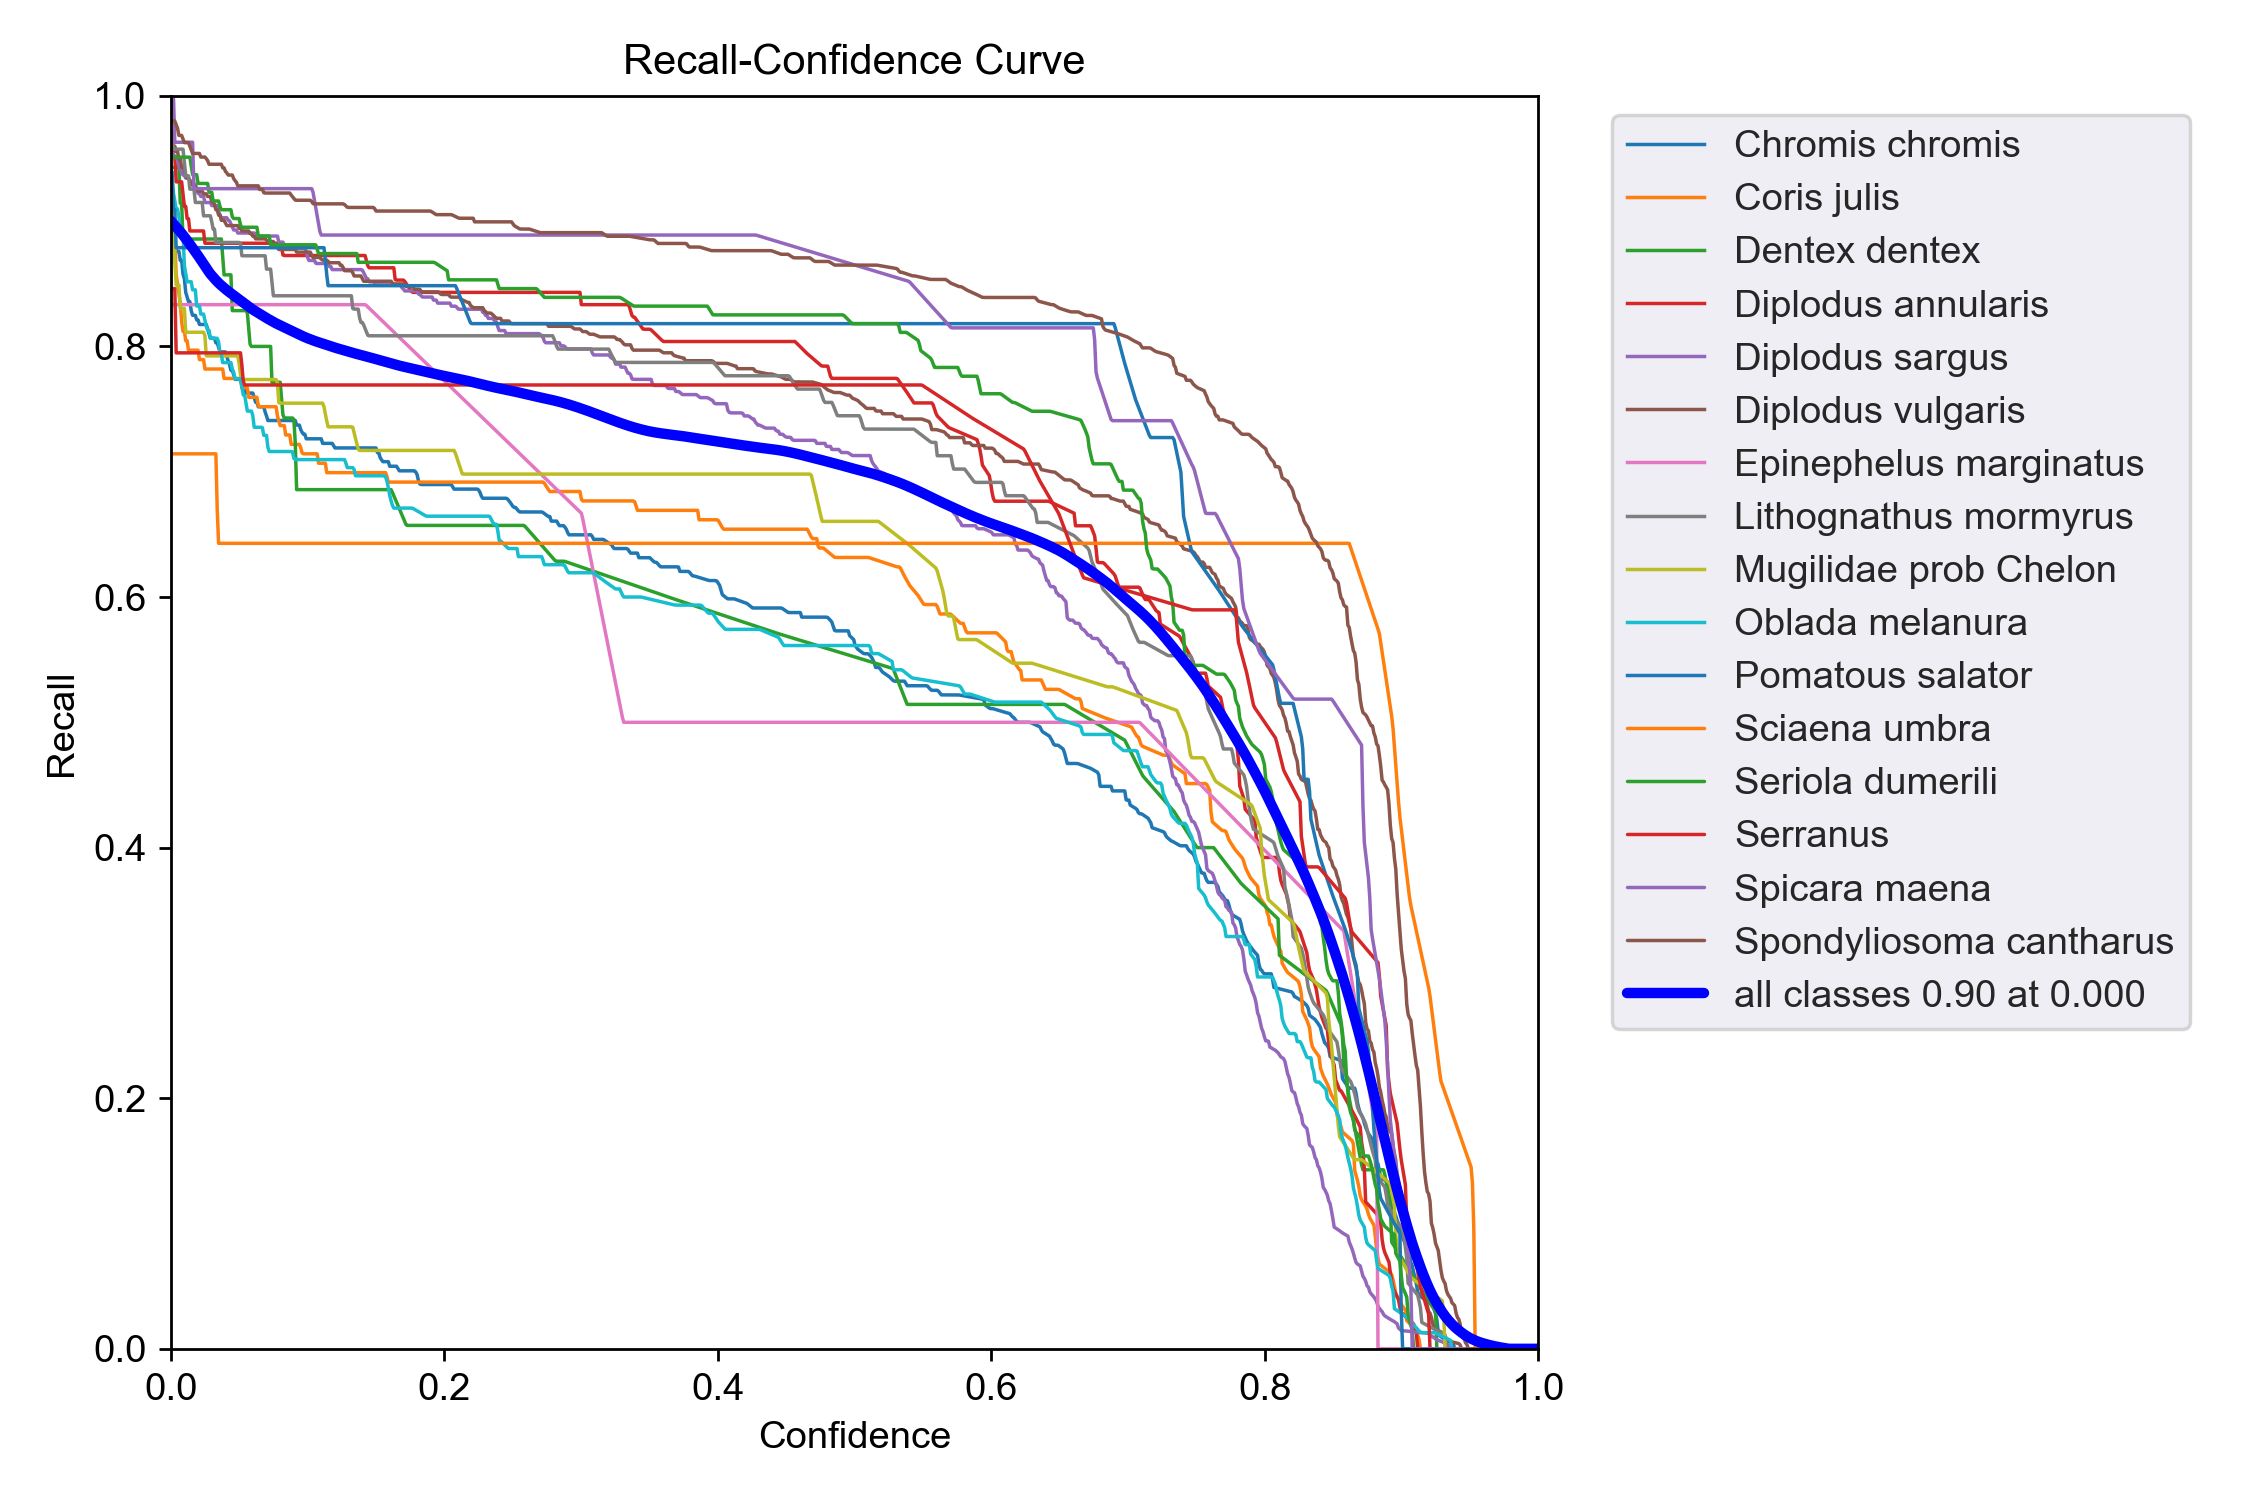 Recall-Confidence Curve
1.0
0.8
0.6
0.4
0.2
0.0
Recall
0.0 0.2 0.4 0.6 0.8 1.0
Confidence
Chromis chromis
Coris julis
Dentex dentex
Diplodus annularis
Diplodus sargus
Diplodus vulgaris
Epinephelus marginatus
Lithognathus mormyrus
Mugilidae prob Chelon
Oblada melanura
Pomatous salator
Sciaena umbra
Seriola dumerili
Serranus
Spicara maena
Spondyliosoma cantharus
all classes 0.90 at 0.000